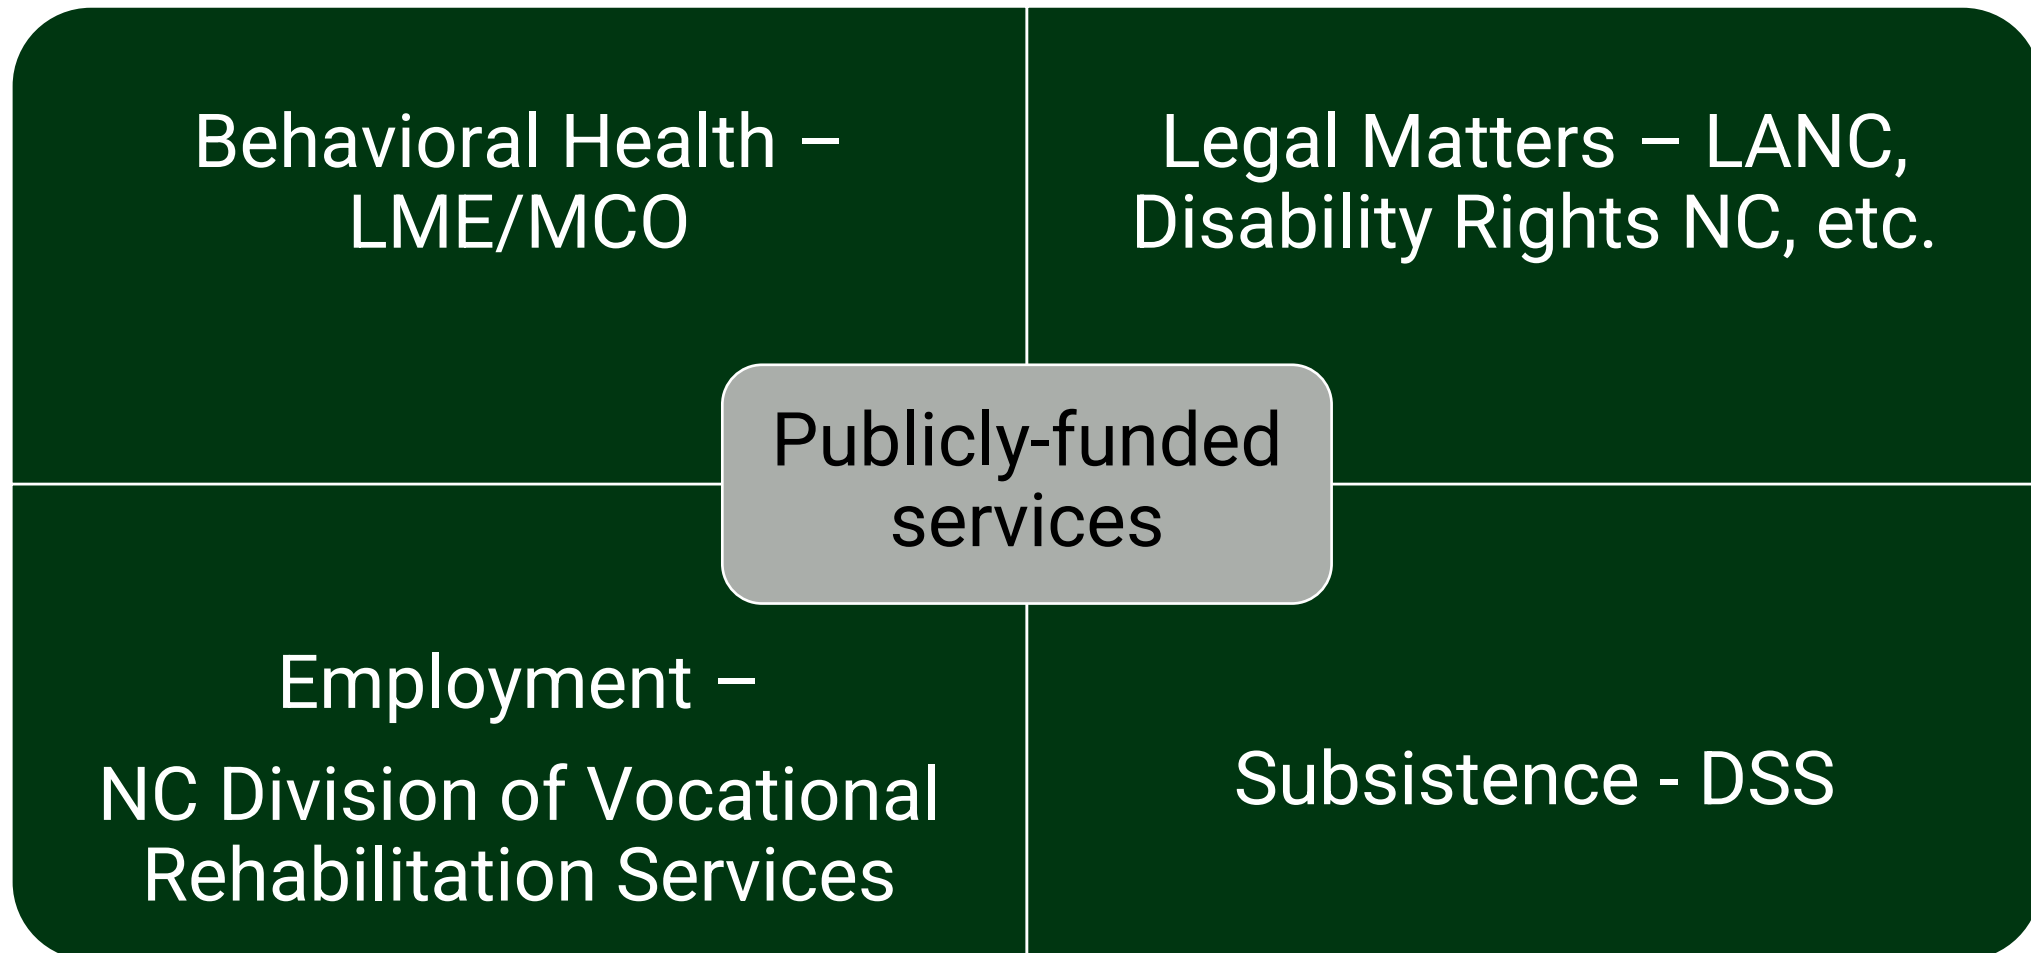 Behavioral Health –
LME/MCO
Legal Matters – LANC,
Disability Rights NC, etc.
Publicly-funded
services
Employment –
NC Division of Vocational
Rehabilitation Services
Subsistence - DSS